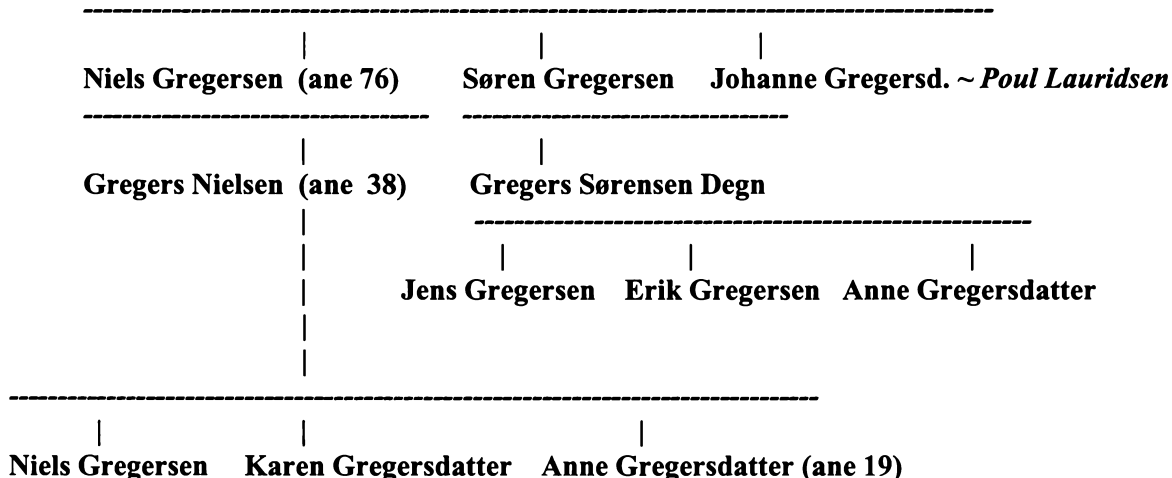 Niels Gregersen (ane 76) Søren Gregersen Johanne Gregersd. ~ Poul Lauridsen
Gregers Nielsen (ane 38) Gregers Sørensen Degn
Jens Gregersen Erik Gregersen Anne Gregersdatter
Niels Gregersen Karen Gregersdatter Anne Gregersdatter (ane 19)